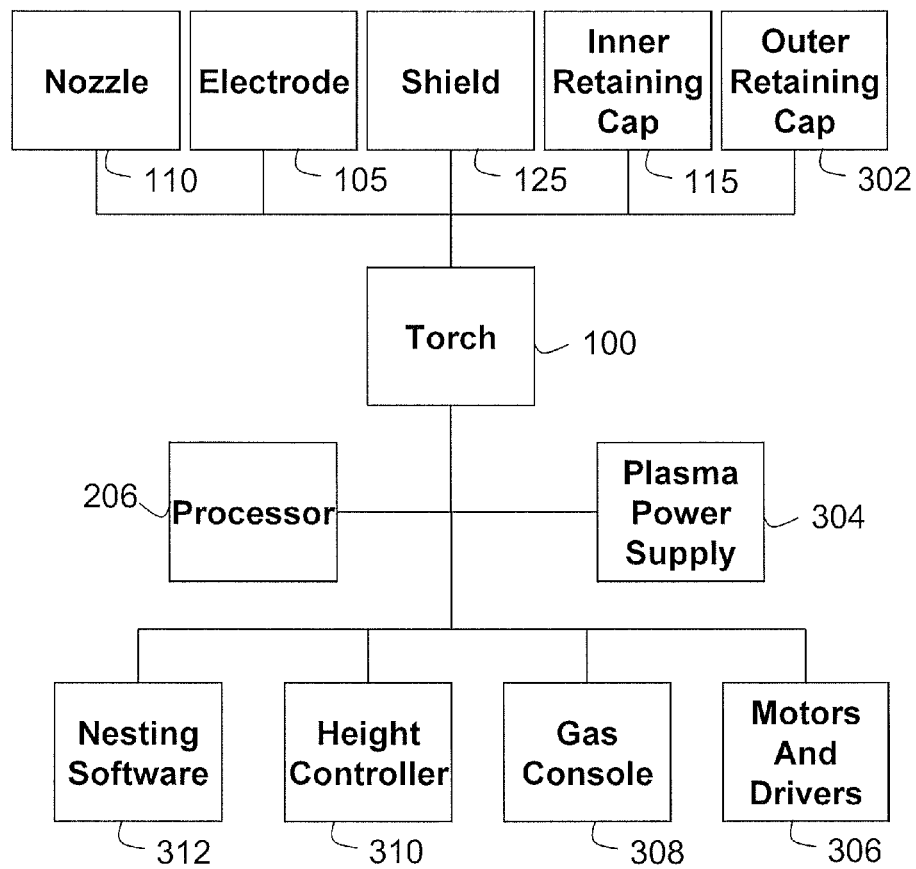 Nozzle
Electrode
Shield
Inner
Retaining
Cap
Outer
Retaining
Cap
110
105
125
115
302
Torch
100
206
Processor
Plasma
Power
Supply
304
Nesting
Software
Height
Controller
Gas
Console
Motors
And
Drivers
312
310
308
306